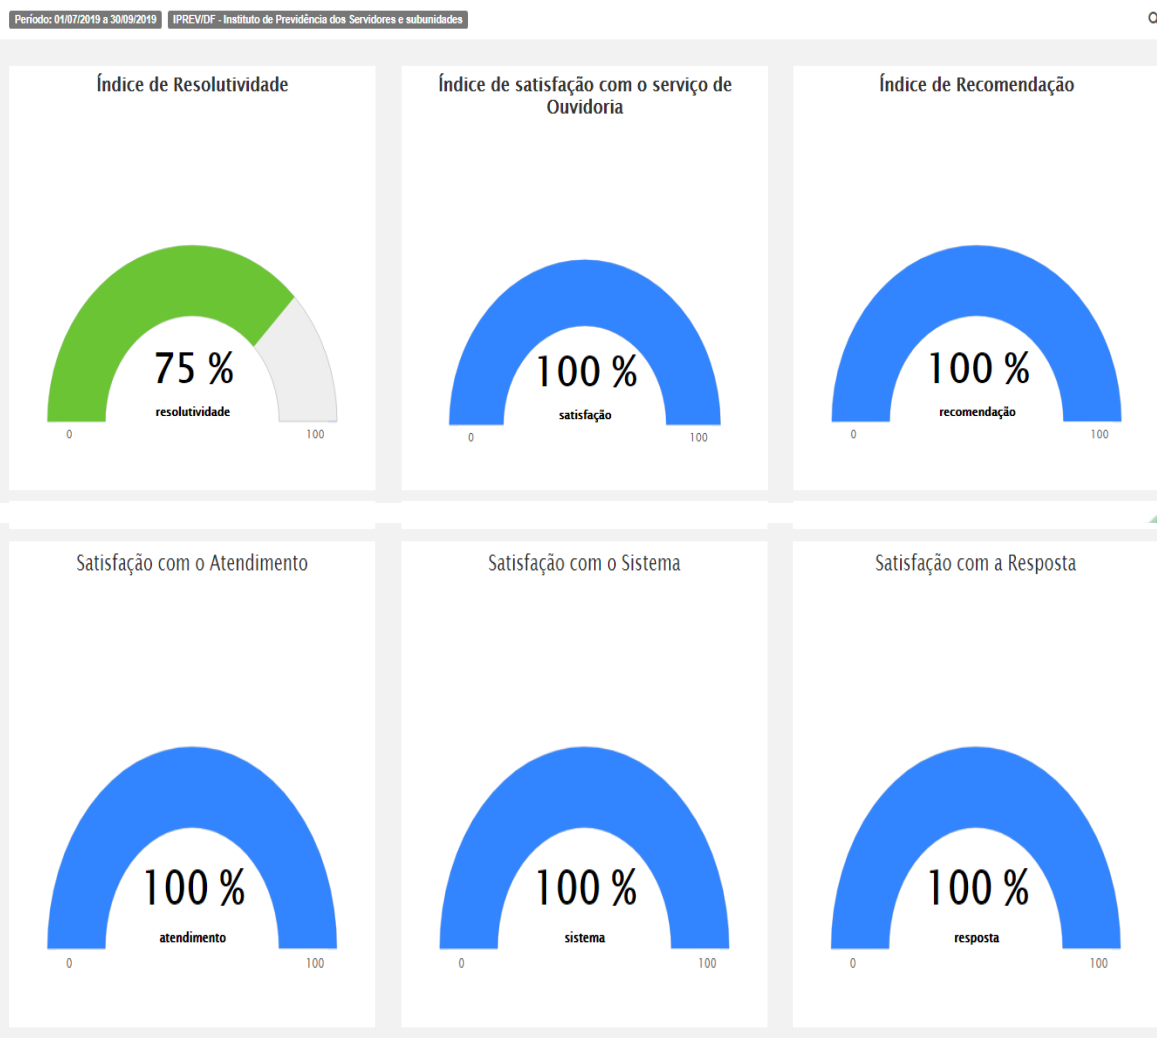 Período: 01/07/2019 a 30/09/2019 IPREV/DF - Instituto de Previdência dos Servidores e subunidades
Índice de Resolutividade
75 %
resolutividade
0 100
Índice de satisfação com o serviço de
Ouvidoria
100 %
satisfação
0 100
Índice de Recomendação
100 %
recomendação
0 100
Satisfação com o Atendimento
100 %
atendimento
0 100
Satisfação com o Sistema
100 %
sistema
0 100
Satisfação com a Resposta
100 %
resposta
0 100